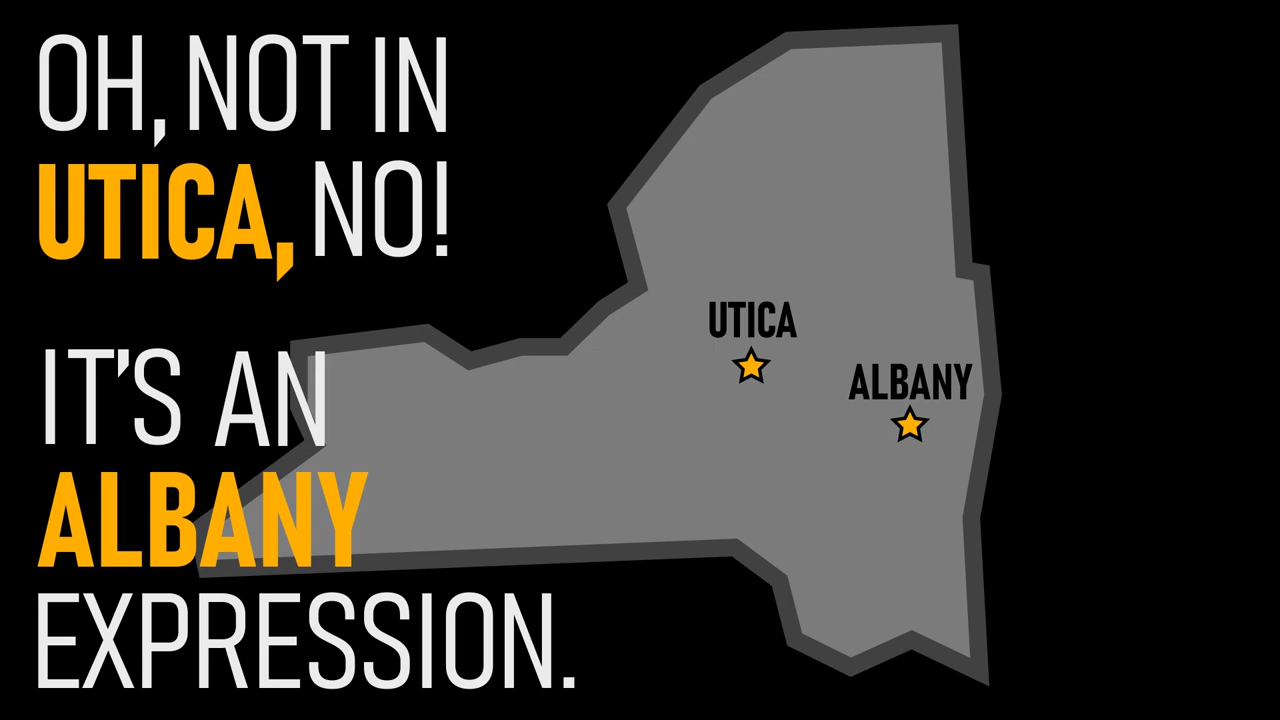 OH, NOT IN
UTICA, NO!
IT'S AN
ALBANY
EXPRESSION.
UTICA
ALBANY